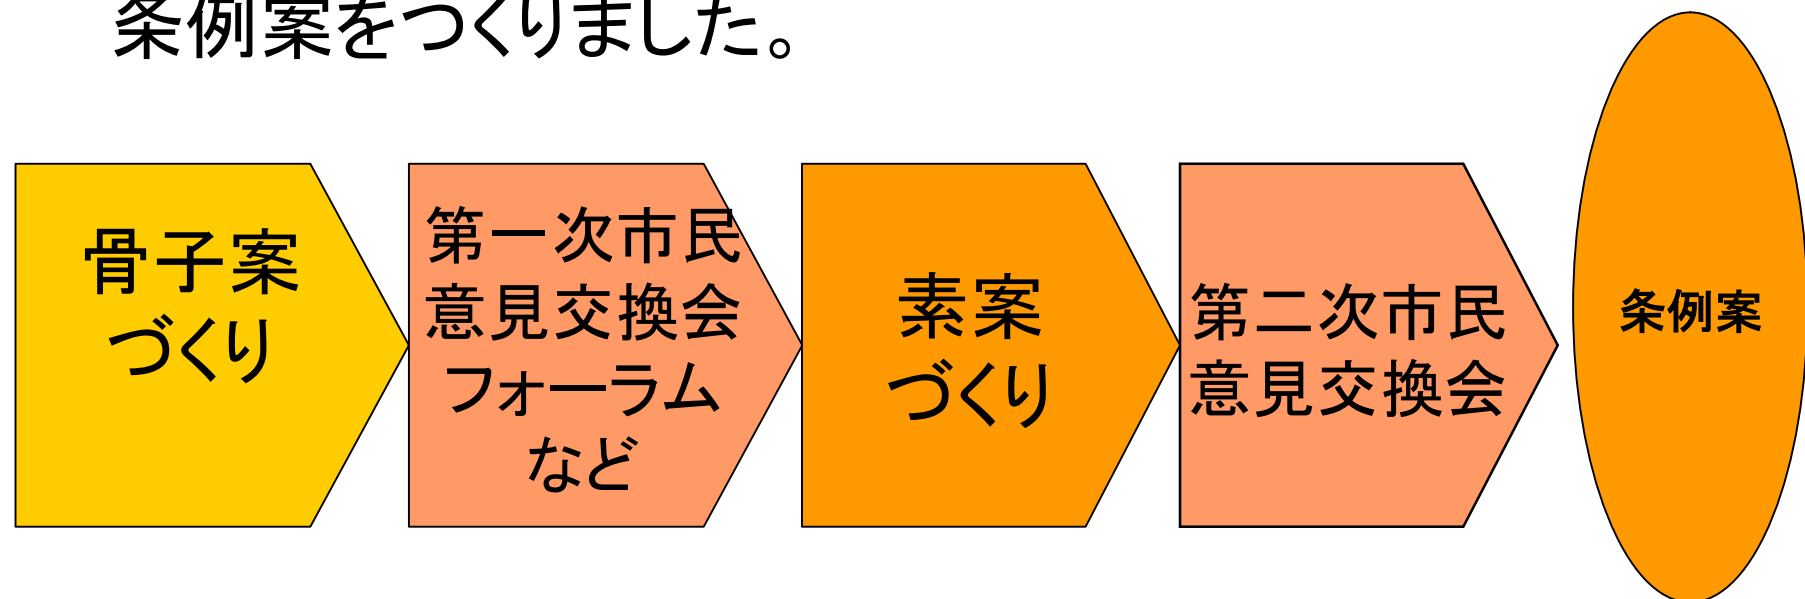 条例案をつくりました。
骨子案
づくり
第一次市民
意見交換会
フォーラム
など
素案
づくり
第二次市民
意見交換会
条例案